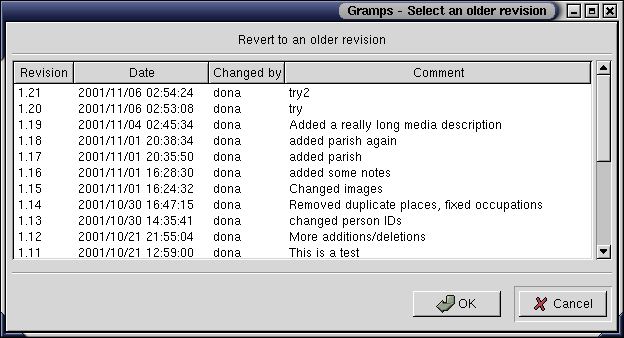 Gramps - Select an older revision
Revert to an older revision
Revision Date Changed by Comment
1.21 2001/11/06 02:54:24 dona try2
1.20 2001/11/06 02:53:08 dona try
1.19 2001/11/04 02:45:34 dona Added a really long media description
1.18 2001/11/01 20:38:34 dona added parish again
1.17 2001/11/01 20:35:50 dona added parish
1.16 2001/11/01 16:28:30 dona added some notes
1.15 2001/11/01 16:24:32 dona Changed images
1.14 2001/10/30 16:47:15 dona Removed duplicate places, fixed occupations
1.13 2001/10/30 14:35:41 dona changed person IDs
1.12 2001/10/21 21:55:04 dona More additions/deletions
1.11 2001/10/21 12:59:00 dona This is a test
OK Cancel